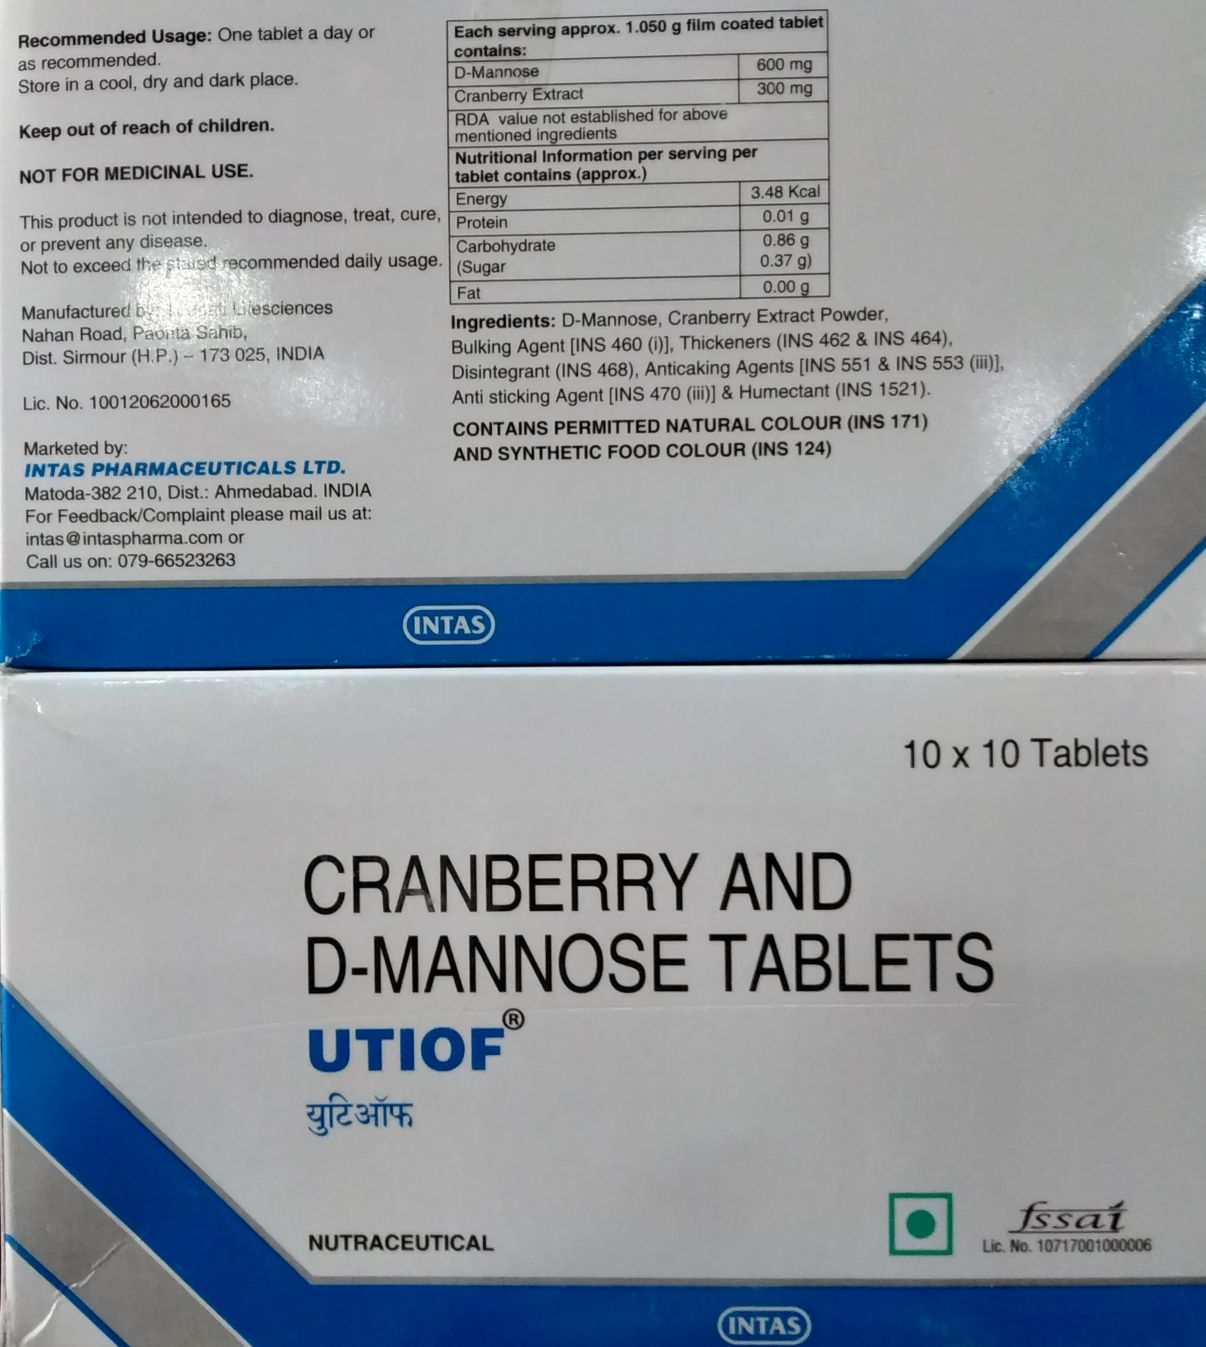 Recommended Usage: One tablet a day or
as recommended.
Store in a cool, dry and dark place.
Keep out of reach of children.
NOT FOR MEDICINAL USE.
This product is not intended to diagnose, treat, cure,
or prevent any disease.
Not to exceed the stated recommended daily usage.
Manufactured by: Lifesciences
Nahan Road, Paonta Sahib,
Dist. Sirmour (H.P.) – 173 025, INDIA
Lic. No. 10012062000165
Marketed by:
INTAS PHARMACEUTICALS LTD.
Matoda-382 210, Dist.: Ahmedabad. INDIA
For Feedback/Complaint please mail us at:
intas@intaspharma.com or
Call us on: 079-66523263
Each serving approx. 1.050 g film coated tablet
contains:
D-Mannose 600 mg
Cranberry Extract 300 mg
RDA value not established for above
mentioned ingredients
Nutritional Information per serving per
tablet contains (approx.)
Energy 3.48 Kcal
Protein 0.01 g
Carbohydrate 0.86 g
(Sugar 0.37 g)
Fat 0.00 g
Ingredients: D-Mannose, Cranberry Extract Powder,
Bulking Agent [INS 460 (i)], Thickeners (INS 462 & INS 464),
Disintegrant (INS 468), Anticaking Agents [INS 551 & INS 553 (iii)],
Anti sticking Agent [INS 470 (iii)] & Humectant (INS 1521).
CONTAINS PERMITTED NATURAL COLOUR (INS 171)
AND SYNTHETIC FOOD COLOUR (INS 124)
INTAS
10 x 10 Tablets
CRANBERRY AND
D-MANNOSE TABLETS
UTIOF®
युटिऑफ
NUTRACEUTICAL
fssai
Lic. No. 10717001000006
INTAS